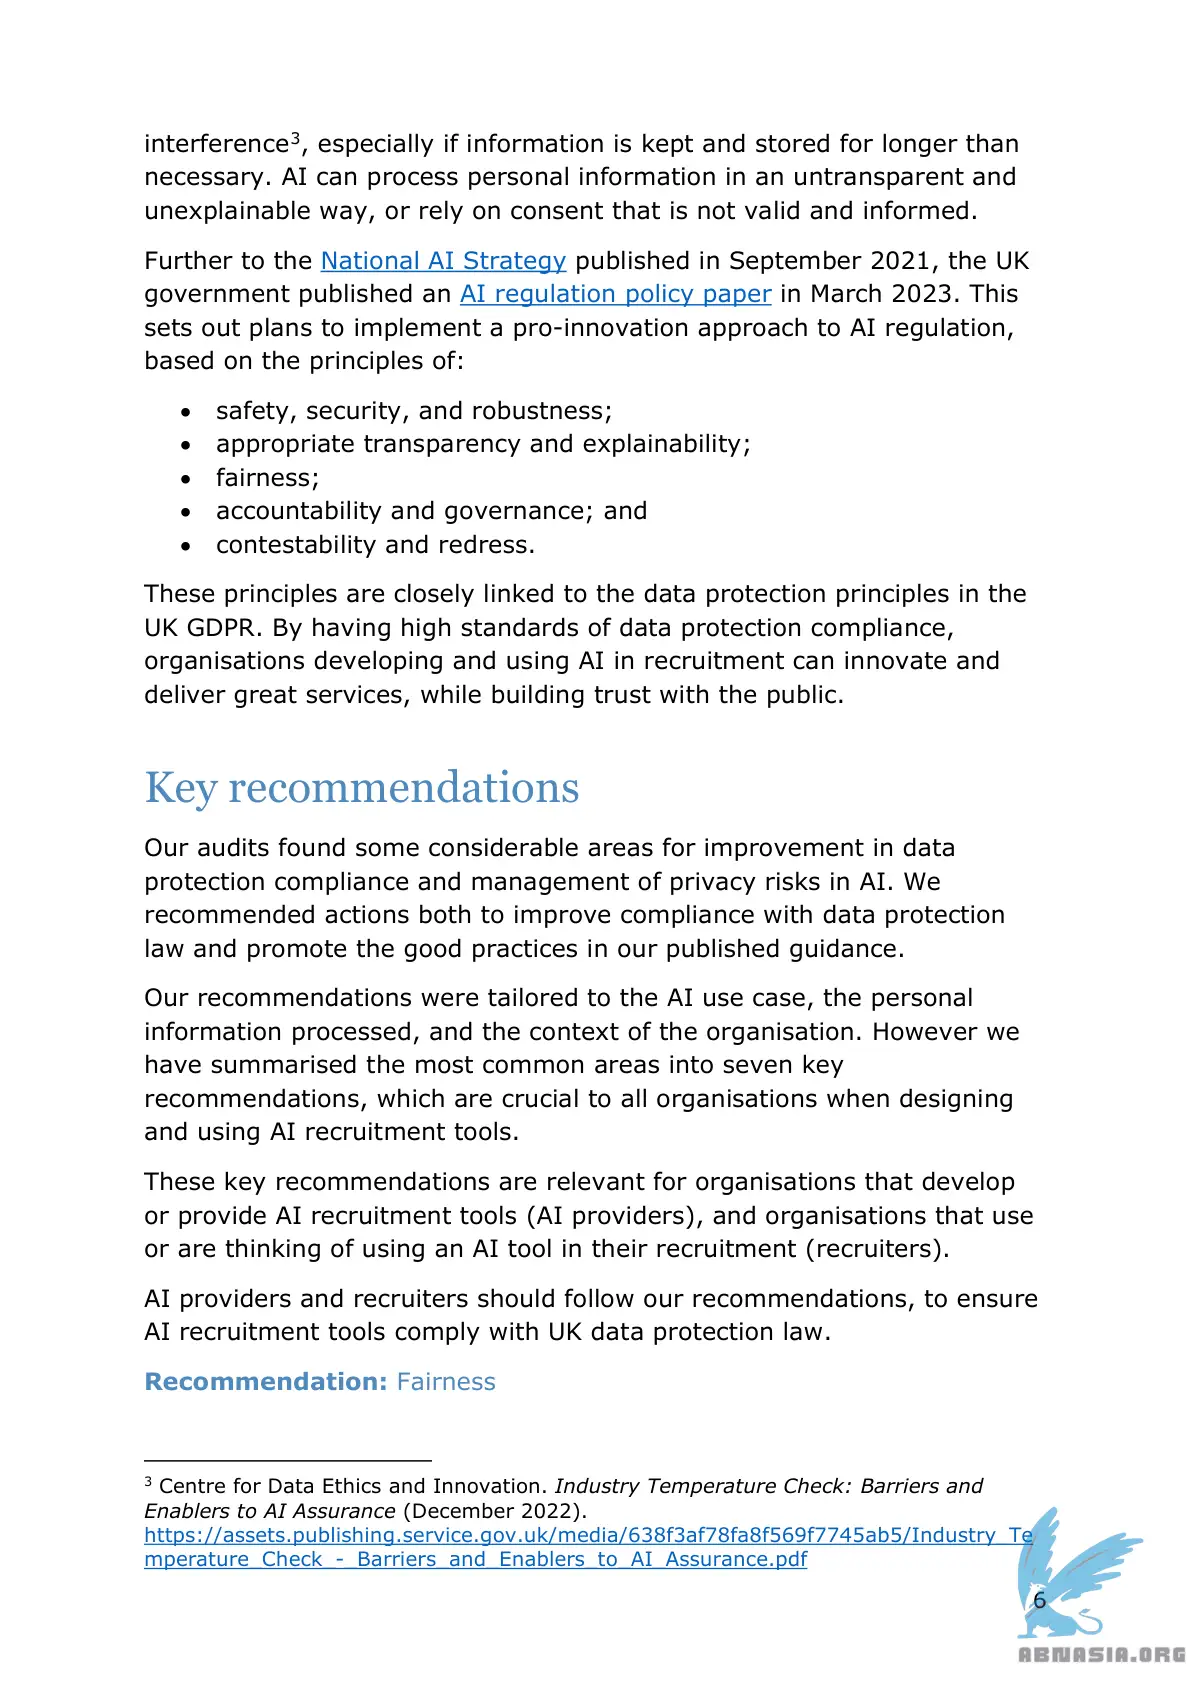 interference3, especially if information is kept and stored for longer than
necessary. AI can process personal information in an untransparent and
unexplainable way, or rely on consent that is not valid and informed.
Further to the National AI Strategy published in September 2021, the UK
government published an AI regulation policy paper in March 2023. This
sets out plans to implement a pro-innovation approach to AI regulation,
based on the principles of:
• safety, security, and robustness;
• appropriate transparency and explainability;
• fairness;
• accountability and governance; and
• contestability and redress.
These principles are closely linked to the data protection principles in the
UK GDPR. By having high standards of data protection compliance,
organisations developing and using AI in recruitment can innovate and
deliver great services, while building trust with the public.
Key recommendations
Our audits found some considerable areas for improvement in data
protection compliance and management of privacy risks in AI. We
recommended actions both to improve compliance with data protection
law and promote the good practices in our published guidance.
Our recommendations were tailored to the AI use case, the personal
information processed, and the context of the organisation. However we
have summarised the most common areas into seven key
recommendations, which are crucial to all organisations when designing
and using AI recruitment tools.
These key recommendations are relevant for organisations that develop
or provide AI recruitment tools (AI providers), and organisations that use
or are thinking of using an AI tool in their recruitment (recruiters).
AI providers and recruiters should follow our recommendations, to ensure
AI recruitment tools comply with UK data protection law.
Recommendation: Fairness
3 Centre for Data Ethics and Innovation. Industry Temperature Check: Barriers and
Enablers to AI Assurance (December 2022).
https://assets.publishing.service.gov.uk/media/638f3af78fa8f569f7745ab5/Industry_Te
mperature_Check_-_Barriers_and_Enablers_to_AI_Assurance.pdf
6
ABNASIA.ORG